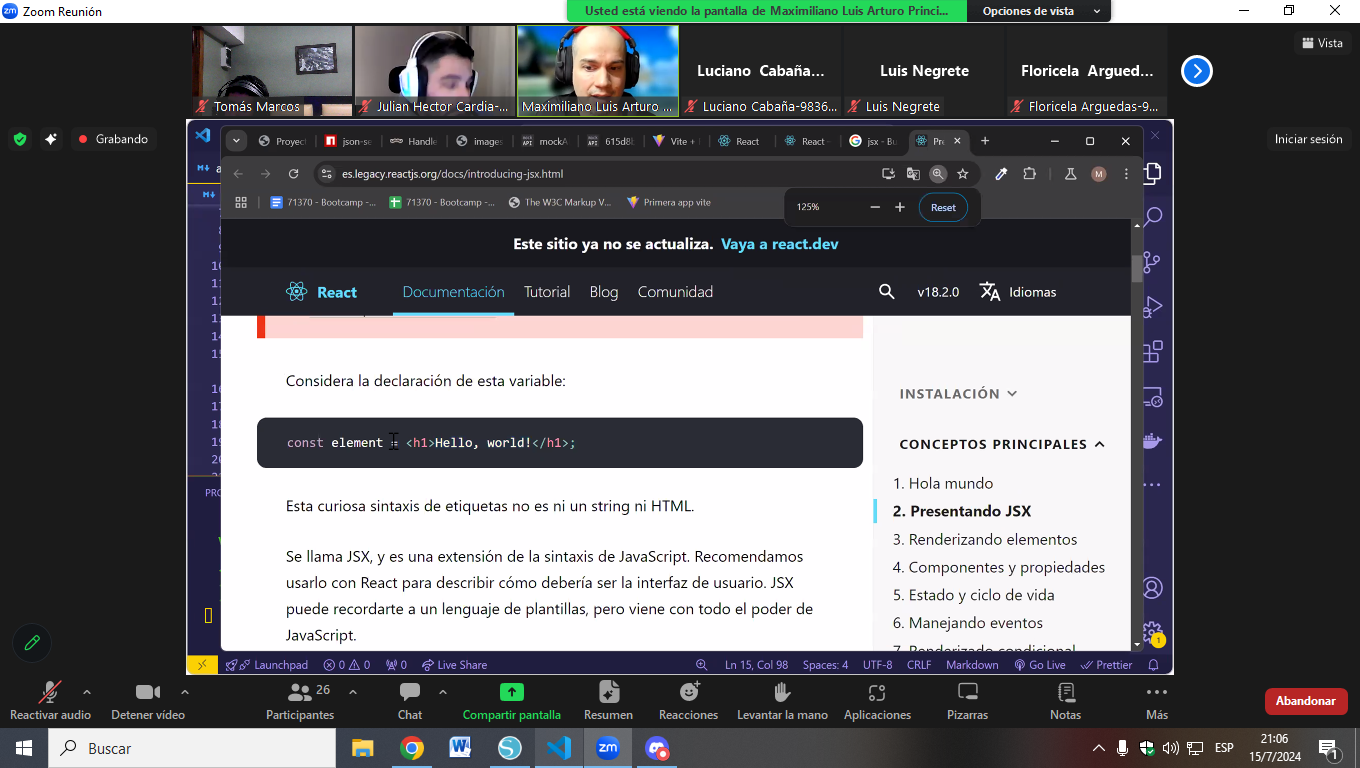 Zoom Reunión
Usted está viendo la pantalla de Maximiliano Luis Arturo Princi...
Opciones de vista
Tomás Marcos
Julian Hector Cardia-...
Maximiliano Luis Arturo ...
Luciano Cabaña...
Luciano Cabaña-9836...
Luis Negrete
Luis Negrete
Floricela Argued...
Floricela Arguedas-9...
Vista
Grabando
Iniciar sesión
Proyec
json-se
Handle
images
mockA
615d8l
Vite +
React
React
jsx - Bu
Pre
es.legacy.reactjs.org/docs/introducing-jsx.html
M
71370 - Bootcamp -...
71370 - Bootcamp -...
The W3C Markup V...
Primera app vite
125%
Reset
Este sitio ya no se actualiza. Vaya a react.dev
React
Documentación
Tutorial
Blog
Comunidad
v18.2.0
Idiomas
Considera la declaración de esta variable:
const element = <h1>Hello, world!</h1>;
Esta curiosa sintaxis de etiquetas no es ni un string ni HTML.
Se llama JSX, y es una extensión de la sintaxis de JavaScript. Recomendamos
usarlo con React para describir cómo debería ser la interfaz de usuario. JSX
puede recordarte a un lenguaje de plantillas, pero viene con todo el poder de
JavaScript.
INSTALACIÓN
CONCEPTOS PRINCIPALES
1. Hola mundo
2. Presentando JSX
3. Renderizando elementos
4. Componentes y propiedades
5. Estado y ciclo de vida
6. Manejando eventos
7. Renderizado condicional
PRO
1
Launchpad
0
0
0
Live Share
Ln 15, Col 98
Spaces: 4
UTF-8
CRLF
Markdown
Go Live
Prettier
Reactivar audio
Detener vídeo
26
Participantes
Chat
Compartir pantalla
Resumen
Reacciones
Levantar la mano
Aplicaciones
Pizarras
Notas
Más
Abandonar
Buscar
zm
ESP
21:06
15/7/2024
1